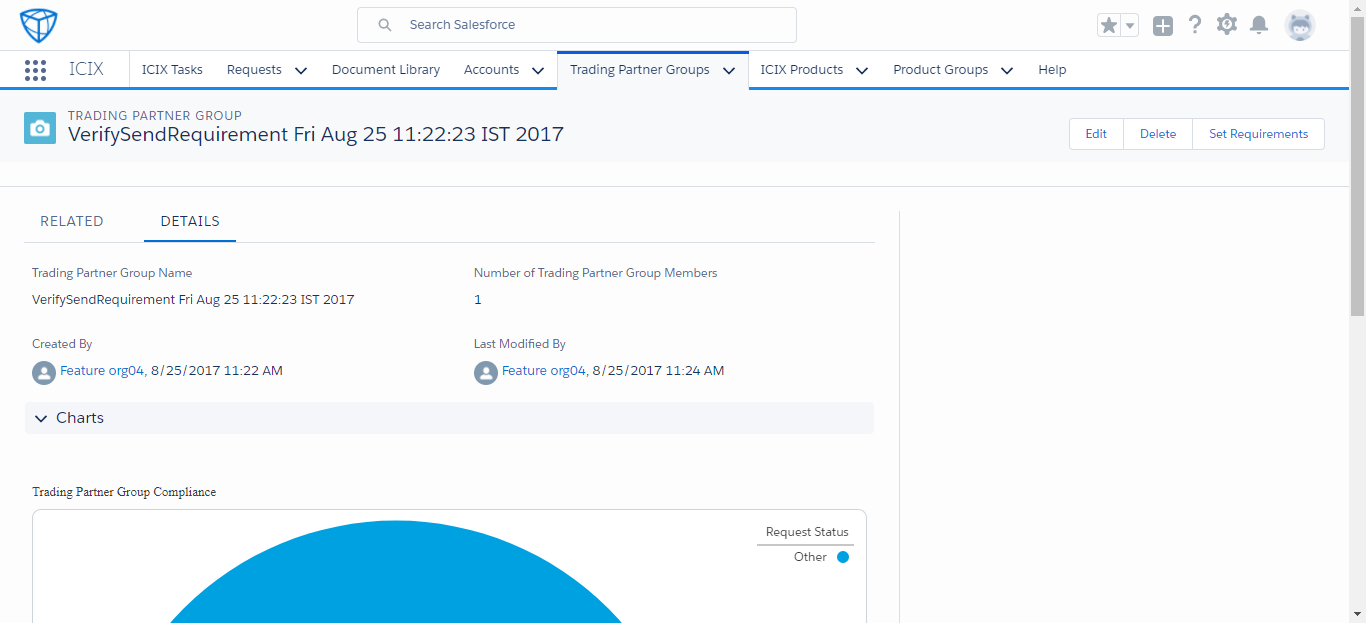 Search Salesforce
ICIX
ICIX Tasks Requests Document Library Accounts Trading Partner Groups ICIX Products Product Groups Help
TRADING PARTNER GROUP
VerifySendRequirement Fri Aug 25 11:22:23 IST 2017
Edit Delete Set Requirements
RELATED DETAILS
Trading Partner Group Name Number of Trading Partner Group Members
VerifySendRequirement Fri Aug 25 11:22:23 IST 2017 1
Created By Last Modified By
Feature org04, 8/25/2017 11:22 AM Feature org04, 8/25/2017 11:24 AM
Charts
Trading Partner Group Compliance
Request Status
Other